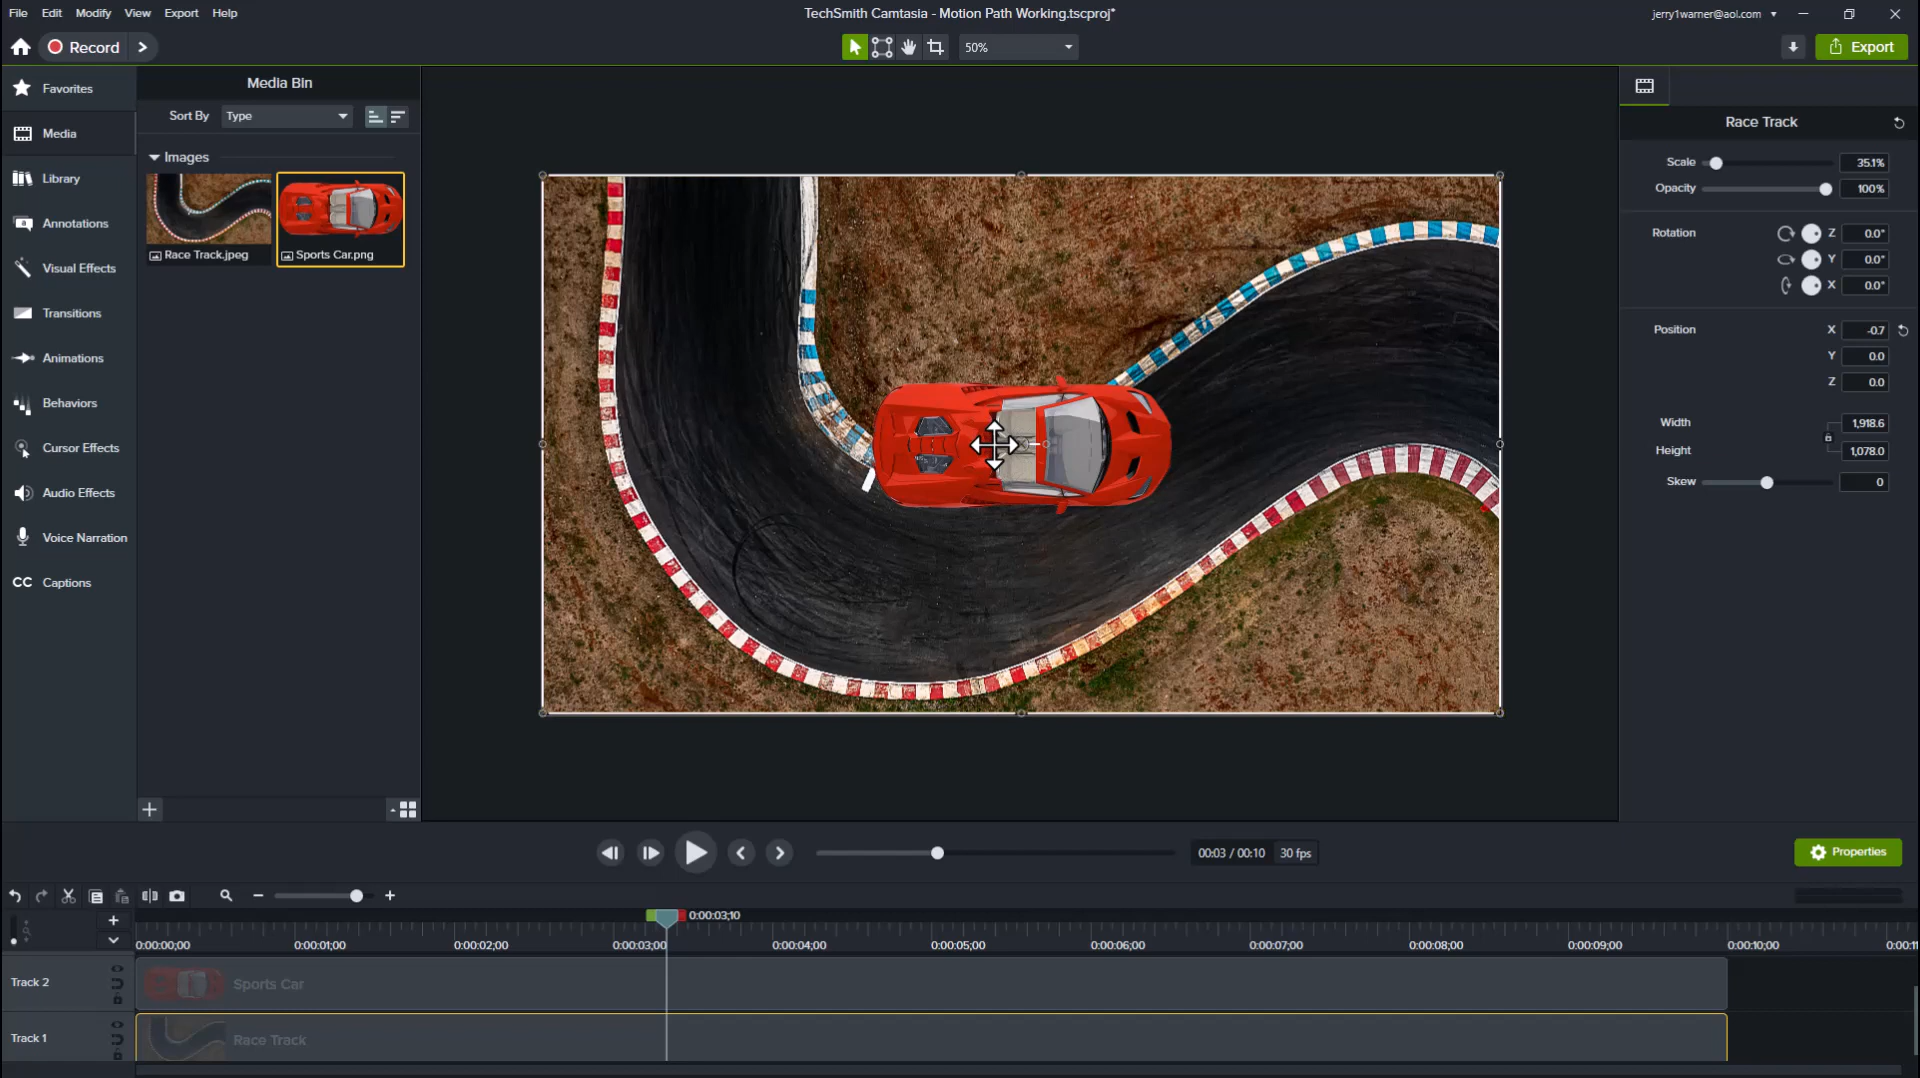 File Edit Modify View Export Help
TechSmith Camtasia - Motion Path Working.tscproj*
jerry1warner@aol.com
Record
50%
Export
Favorites
Media
Library
Annotations
Visual Effects
Transitions
Animations
Behaviors
Cursor Effects
Audio Effects
Voice Narration
CC Captions
Media Bin
Sort By Type
Images
Race Track.jpeg
Sports Car.png
Race Track
Scale 35.1%
Opacity 100%
Rotation Z 0.0°
Y 0.0°
X 0.0°
Position X -0.7
Y 0.0
Z 0.0
Width 1,918.6
Height 1,078.0
Skew 0
00:03 / 00:10 30 fps
Properties
0:00:03;10
0:00:00;00 0:00:01;00 0:00:02;00 0:00:03;00 0:00:04;00 0:00:05;00 0:00:06;00 0:00:07;00 0:00:08;00 0:00:09;00 0:00:10;00 0:00:11
Track 2 Sports Car
Track 1 Race Track